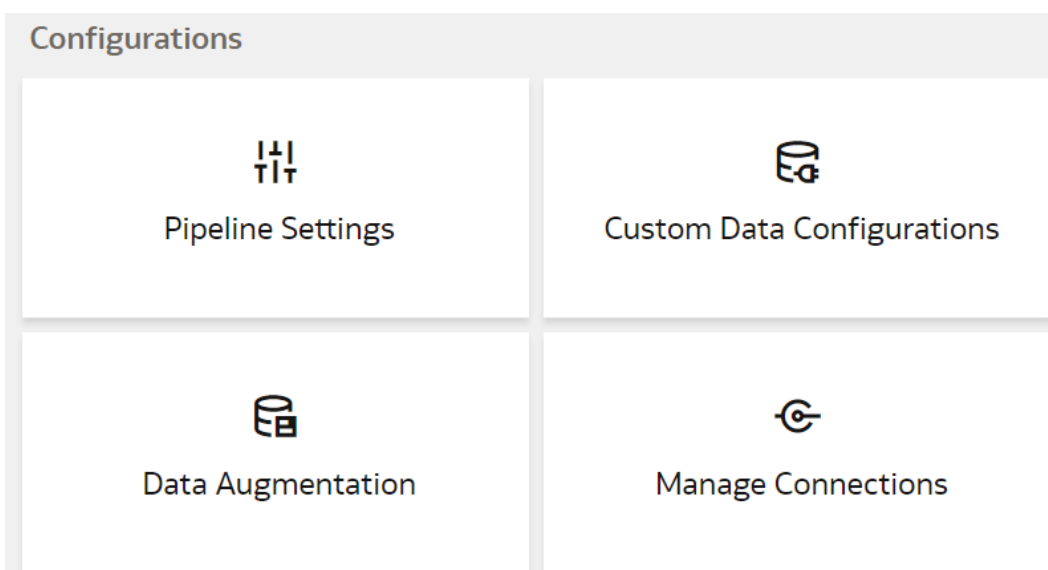 Configurations
Pipeline Settings
Custom Data Configurations
Data Augmentation
Manage Connections